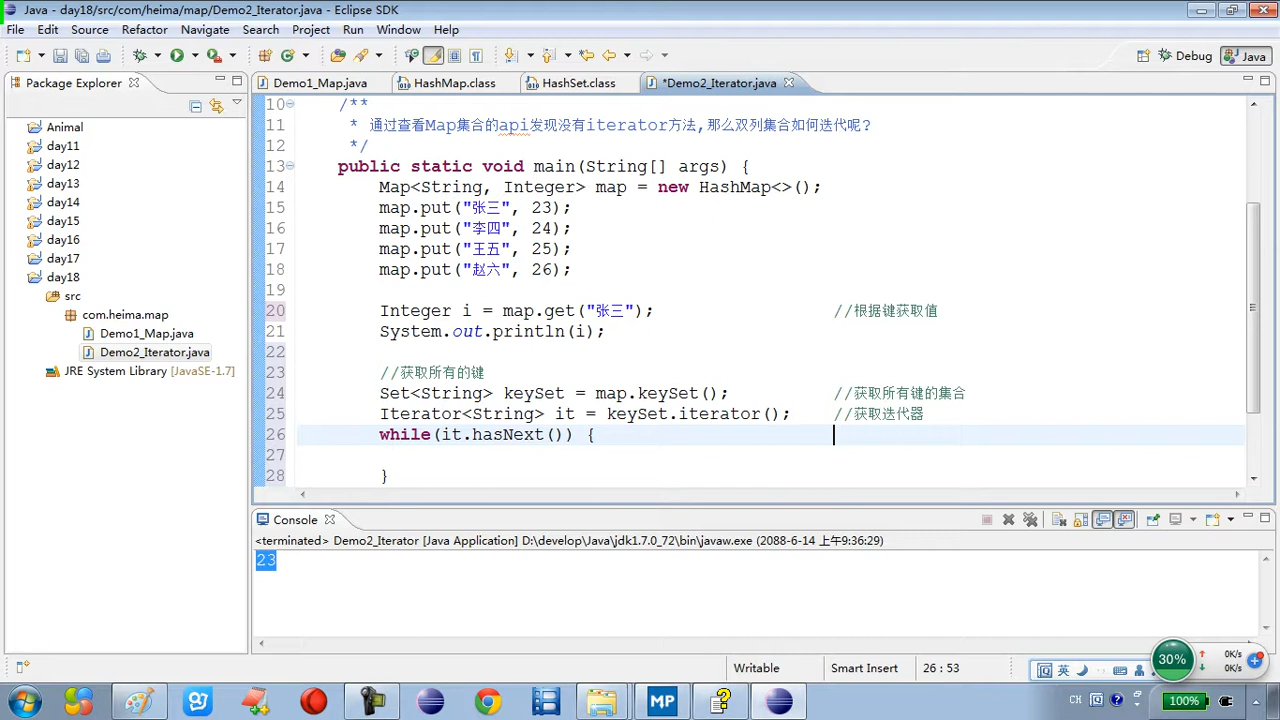 Java - day18/src/com/heima/map/Demo2_Iterator.java - Eclipse SDK
File Edit Source Refactor Navigate Search Project Run Window Help
Debug Java
Package Explorer
Demo1_Map.java HashMap.class HashSet.class *Demo2_Iterator.java
Animal
day11
day12
day13
day14
day15
day16
day17
day18
src
com.heima.map
Demo1_Map.java
Demo2_Iterator.java
JRE System Library [JavaSE-1.7]
10 /**
11 * 通过查看Map集合的api发现没有iterator方法,那么双列集合如何迭代呢?
12 */
13 public static void main(String[] args) {
14 Map<String, Integer> map = new HashMap<>();
15 map.put("张三", 23);
16 map.put("李四", 24);
17 map.put("王五", 25);
18 map.put("赵六", 26);
19
20 Integer i = map.get("张三"); //根据键获取值
21 System.out.println(i);
22
23 //获取所有的键
24 Set<String> keySet = map.keySet(); //获取所有键的集合
25 Iterator<String> it = keySet.iterator(); //获取迭代器
26 while(it.hasNext()) {
27
28 }
Console
<terminated> Demo2_Iterator [Java Application] D:\develop\Java\jdk1.7.0_72\bin\javaw.exe (2088-6-14 上午9:36:29)
23
Writable Smart Insert 26 : 53
英
30%
0K/s
0K/s
MP
CH
100%